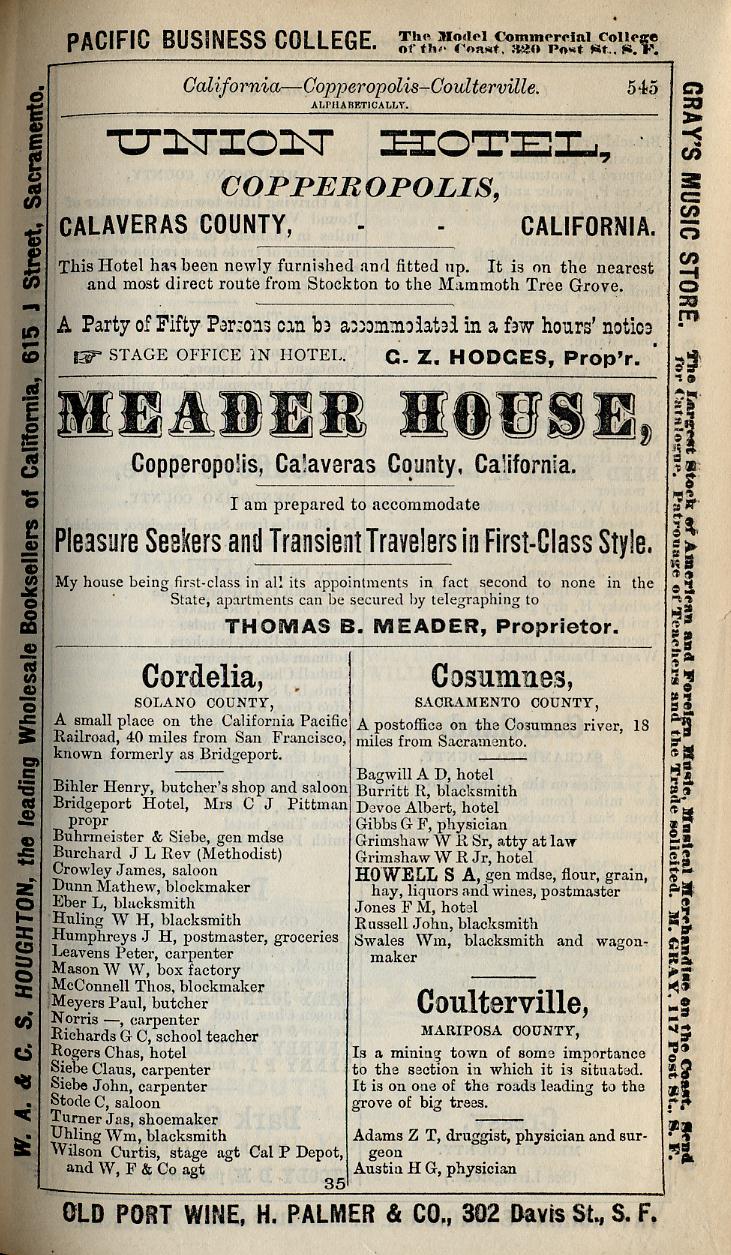 PACIFIC BUSINESS COLLEGE. The Model Commercial College
of the Coast, 320 Post St., S. F.
California—Copperopolis–Coulterville. 545
ALPHABETICALLY.
UNION HOTEL,
COPPEROPOLIS,
CALAVERAS COUNTY, - - CALIFORNIA.
This Hotel has been newly furnished and fitted up. It is on the nearest
and most direct route from Stockton to the Mammoth Tree Grove.
A Party of Fifty Persons can be accommodated in a few hours' notice
☞ STAGE OFFICE IN HOTEL. C. Z. HODGES, Prop'r.
MEADER HOUSE,
Copperopolis, Calaveras County, California.
I am prepared to accommodate
Pleasure Seekers and Transient Travelers in First-Class Style.
My house being first-class in all its appointments in fact second to none in the
State, apartments can be secured by telegraphing to
THOMAS B. MEADER, Proprietor.
Cordelia,
SOLANO COUNTY,
A small place on the California Pacific
Railroad, 40 miles from San Francisco,
known formerly as Bridgeport.
Bihler Henry, butcher's shop and saloon
Bridgeport Hotel, Mrs C J Pittman
propr
Buhrmeister & Siebe, gen mdse
Burchard J L Rev (Methodist)
Crowley James, saloon
Dunn Mathew, blockmaker
Eber L, blacksmith
Huling W H, blacksmith
Humphreys J H, postmaster, groceries
Leavens Peter, carpenter
Mason W W, box factory
McConnell Thos, blockmaker
Meyers Paul, butcher
Norris —, carpenter
Richards G C, school teacher
Rogers Chas, hotel
Siebe Claus, carpenter
Siebe John, carpenter
Stode C, saloon
Turner Jas, shoemaker
Uhling Wm, blacksmith
Wilson Curtis, stage agt Cal P Depot,
and W, F & Co agt
35
Cosumnes,
SACRAMENTO COUNTY,
A postoffice on the Cosumnes river, 18
miles from Sacramento.
Bagwill A D, hotel
Burritt R, blacksmith
Devoe Albert, hotel
Gibbs G F, physician
Grimshaw W R Sr, atty at law
Grimshaw W R Jr, hotel
HOWELL S A, gen mdse, flour, grain,
hay, liquors and wines, postmaster
Jones F M, hotel
Russell John, blacksmith
Swales Wm, blacksmith and wagon-
maker
Coulterville,
MARIPOSA COUNTY,
Is a mining town of some importance
to the section in which it is situated.
It is on one of the roads leading to the
grove of big trees.
Adams Z T, druggist, physician and sur-
geon
Austin H G, physician
OLD PORT WINE, H. PALMER & CO., 302 Davis St., S. F.
W. A. & C. S. HOUGHTON, the leading Wholesale Booksellers of California, 615 J Street, Sacramento.
GRAY'S MUSIC STORE. The Largest Stock of American and Foreign Music, Musical Merchandise on the Coast. Send
for Catalogue. Patronage of Teachers and the Trade solicited. M. GRAY, 117 Post St., S. F.